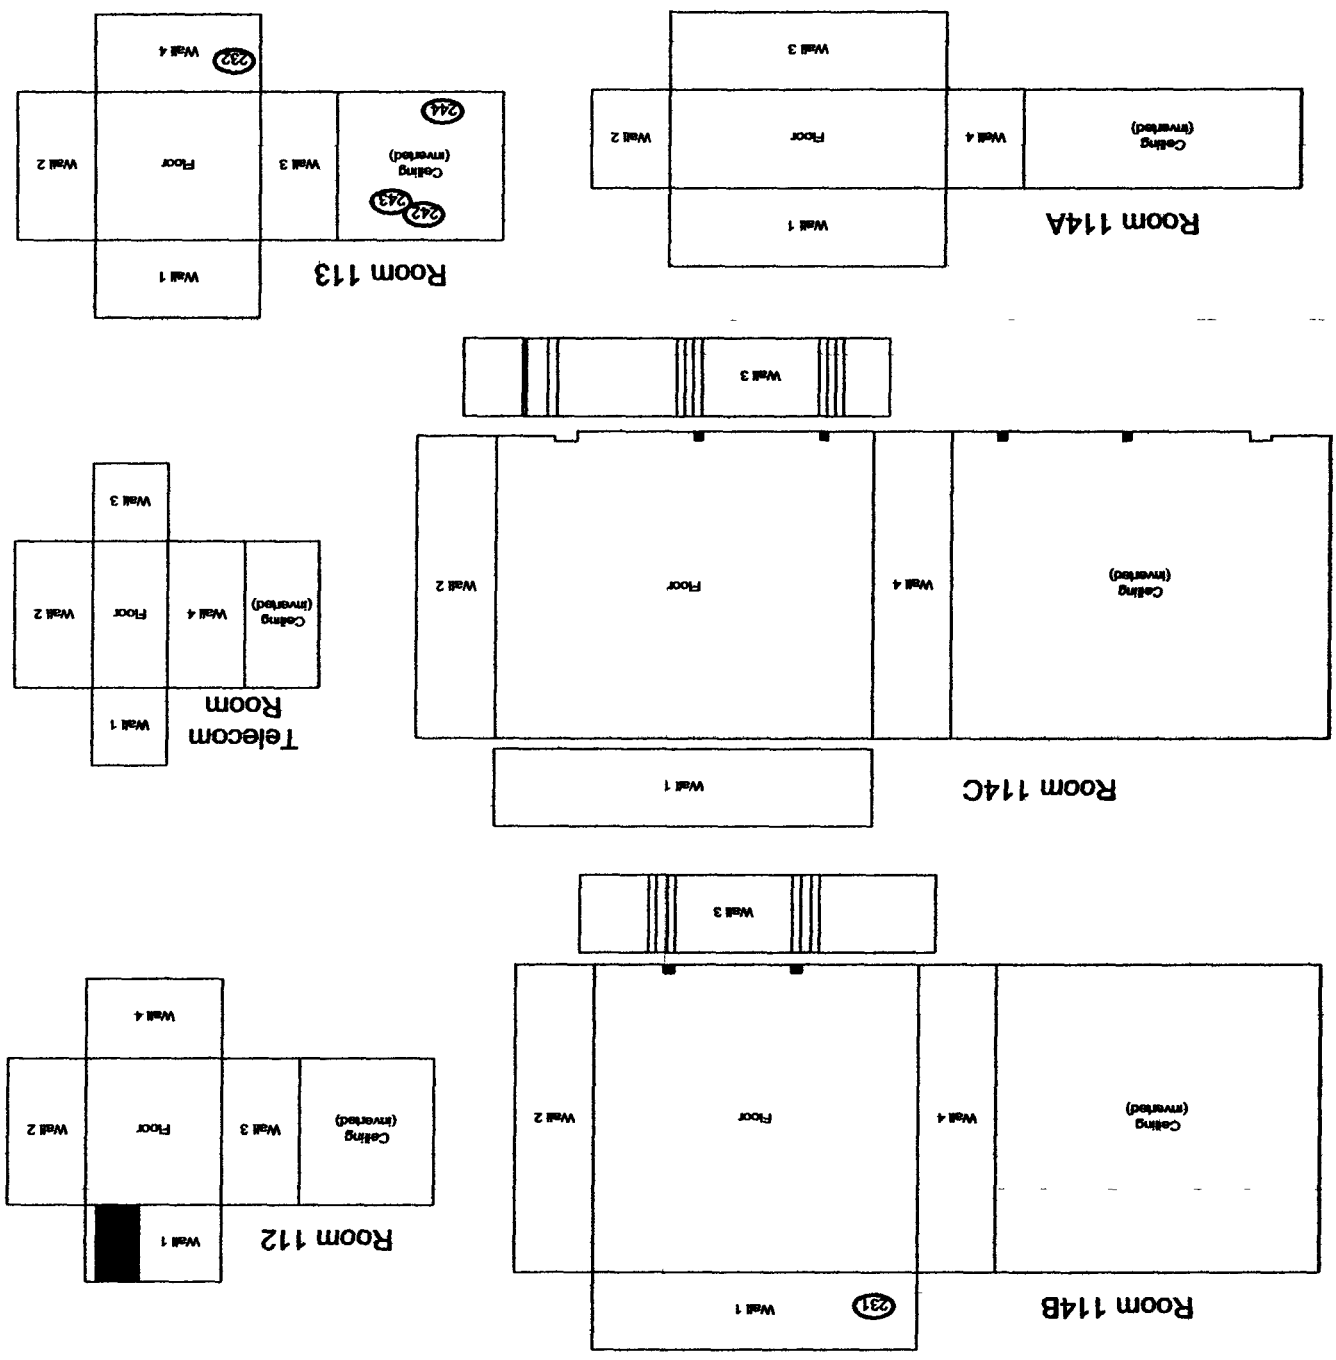 Room 114B
231
Wall 1
Ceiling
(inverted)
Wall 4
Floor
Wall 2
Wall 3
Room 112
Wall 1
Ceiling
(inverted)
Wall 3
Floor
Wall 2
Wall 4
Room 114C
Wall 1
Ceiling
(inverted)
Wall 4
Floor
Wall 2
Wall 3
Telecom
Room
Wall 1
Ceiling
(inverted)
Wall 4
Floor
Wall 2
Wall 3
Room 114A
Wall 1
Ceiling
(inverted)
Wall 4
Floor
Wall 2
Wall 3
Room 113
Wall 1
242
243
Ceiling
(inverted)
244
Wall 3
Floor
Wall 2
232
Wall 4